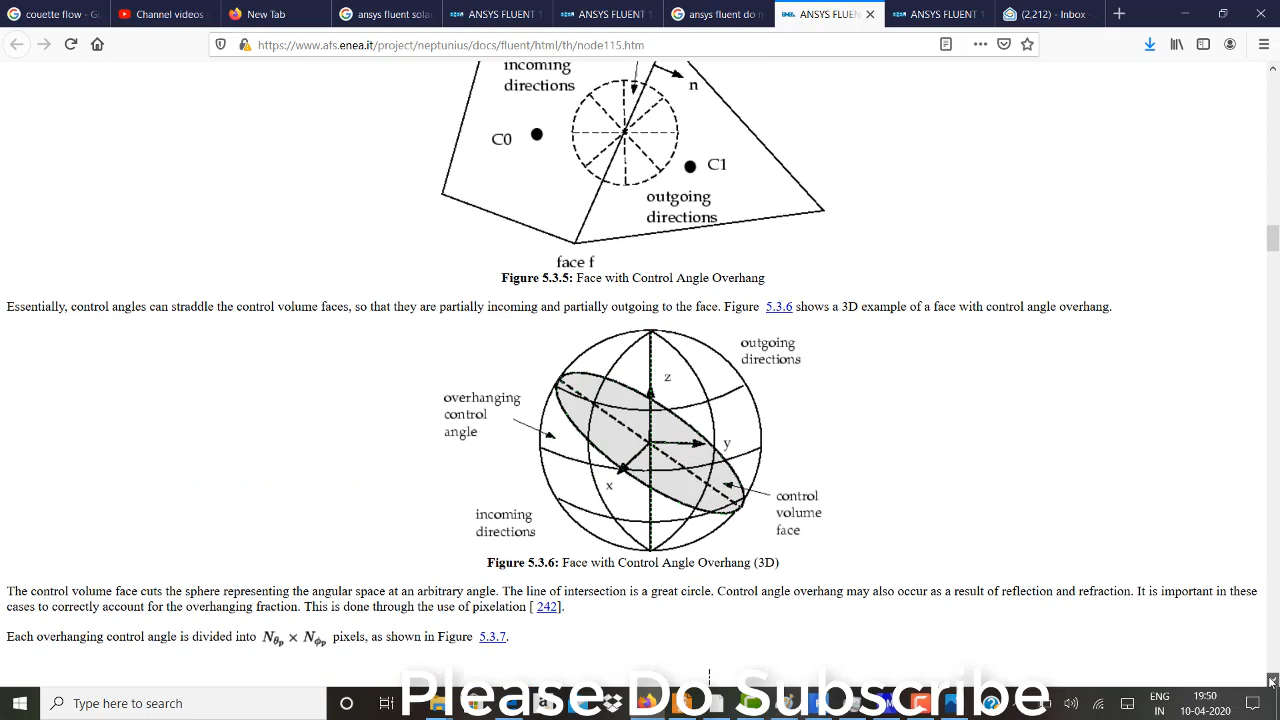 couette flow - G
Channel videos -
New Tab
ansys fluent sola
ANSYS FLUENT 1
ANSYS FLUENT 1
ansys fluent do m
ANSYS FLUEN
ANSYS FLUENT 1
(2,212) - Inbox -
https://www.afs.enea.it/project/neptunius/docs/fluent/html/th/node115.htm
incoming
directions
n
C0
C1
outgoing
directions
face f
Figure 5.3.5: Face with Control Angle Overhang
Essentially, control angles can straddle the control volume faces, so that they are partially incoming and partially outgoing to the face. Figure 5.3.6 shows a 3D example of a face with control angle overhang.
outgoing
directions
z
overhanging
control
angle
y
x
control
volume
face
incoming
directions
Figure 5.3.6: Face with Control Angle Overhang (3D)
The control volume face cuts the sphere representing the angular space at an arbitrary angle. The line of intersection is a great circle. Control angle overhang may also occur as a result of reflection and refraction. It is important in these
cases to correctly account for the overhanging fraction. This is done through the use of pixelation [ 242].
Each overhanging control angle is divided into Nθp × Nϕp pixels, as shown in Figure 5.3.7.
Please Do Subscribe
Type here to search
ENG
IN
19:50
10-04-2020